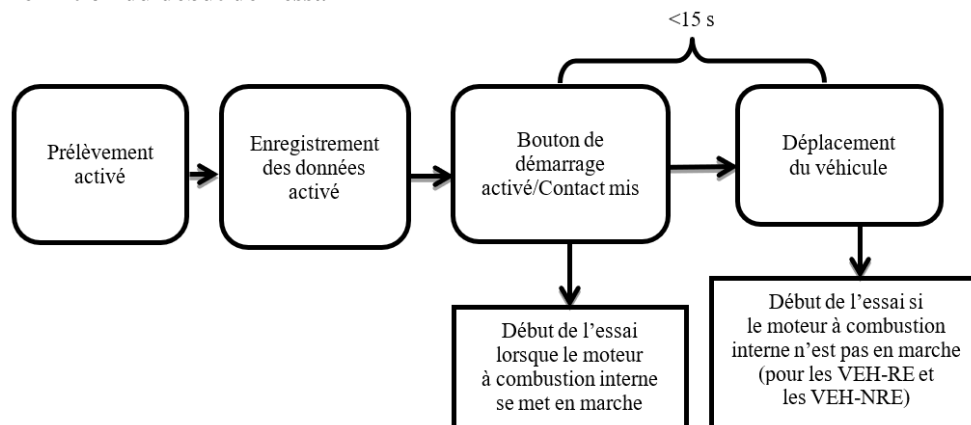 <15 s
Prélèvement
activé
Enregistrement
des données
activé
Bouton de
démarrage
activé/Contact mis
Déplacement
du véhicule
Début de l’essai
lorsque le moteur
à combustion interne
se met en marche
Début de l’essai si
le moteur à combustion
interne n’est pas en marche
(pour les VEH-RE et
les VEH-NRE)